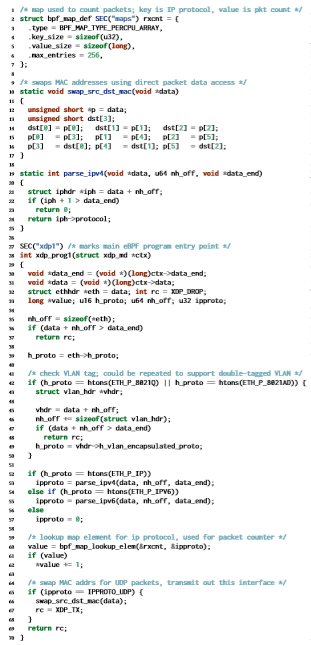 1 /* map used to count packets; key is IP protocol, value is pkt count */
2 struct bpf_map_def SEC("maps") rxcnt = {
3 .type = BPF_MAP_TYPE_PERCPU_ARRAY,
4 .key_size = sizeof(u32),
5 .value_size = sizeof(long),
6 .max_entries = 256,
7 };
8
9 /* swaps MAC addresses using direct packet data access */
10 static void swap_src_dst_mac(void *data)
11 {
12 unsigned short *p = data;
13 unsigned short dst[3];
14 dst[0] = p[0]; dst[1] = p[1]; dst[2] = p[2];
15 p[0] = p[3]; p[1] = p[4]; p[2] = p[5];
16 p[3] = dst[0]; p[4] = dst[1]; p[5] = dst[2];
17 }
18
19 static int parse_ipv4(void *data, u64 nh_off, void *data_end)
20 {
21 struct iphdr *iph = data + nh_off;
22 if (iph + 1 > data_end)
23 return 0;
24 return iph->protocol;
25 }
26
27 SEC("xdp1") /* marks main eBPF program entry point */
28 int xdp_prog1(struct xdp_md *ctx)
29 {
30 void *data_end = (void *)(long)ctx->data_end;
31 void *data = (void *)(long)ctx->data;
32 struct ethhdr *eth = data; int rc = XDP_DROP;
33 long *value; u16 h_proto; u64 nh_off; u32 ipproto;
34
35 nh_off = sizeof(*eth);
36 if (data + nh_off > data_end)
37 return rc;
38
39 h_proto = eth->h_proto;
40
41 /* check VLAN tag; could be repeated to support double-tagged VLAN */
42 if (h_proto == htons(ETH_P_8021Q) || h_proto == htons(ETH_P_8021AD)) {
43 struct vlan_hdr *vhdr;
44
45 vhdr = data + nh_off;
46 nh_off += sizeof(struct vlan_hdr);
47 if (data + nh_off > data_end)
48 return rc;
49 h_proto = vhdr->h_vlan_encapsulated_proto;
50 }
51
52 if (h_proto == htons(ETH_P_IP))
53 ipproto = parse_ipv4(data, nh_off, data_end);
54 else if (h_proto == htons(ETH_P_IPV6))
55 ipproto = parse_ipv6(data, nh_off, data_end);
56 else
57 ipproto = 0;
58
59 /* lookup map element for ip protocol, used for packet counter */
60 value = bpf_map_lookup_elem(&rxcnt, &ipproto);
61 if (value)
62 *value += 1;
63
64 /* swap MAC addrs for UDP packets, transmit out this interface */
65 if (ipproto == IPPROTO_UDP) {
66 swap_src_dst_mac(data);
67 rc = XDP_TX;
68 }
69 return rc;
70 }